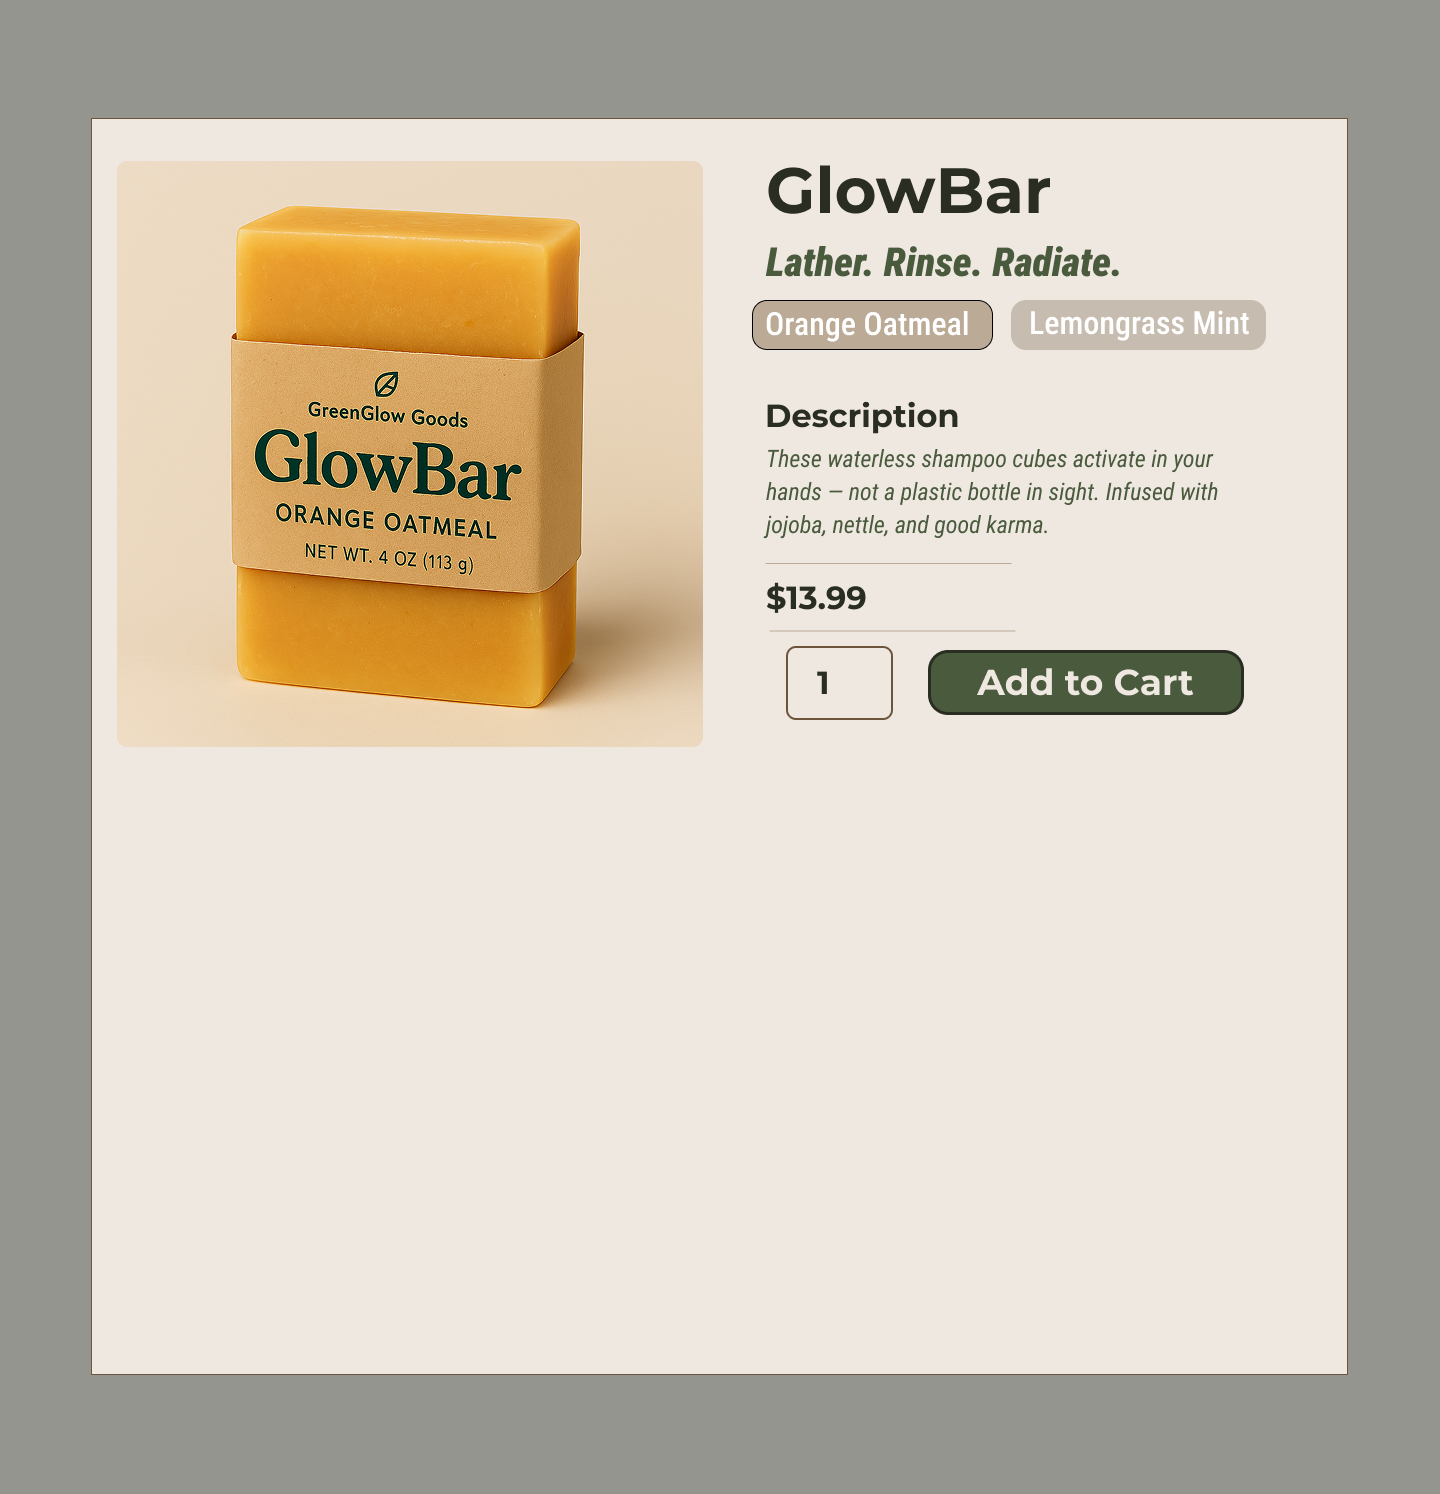 GreenGlow Goods
GlowBar
ORANGE OATMEAL
NET WT. 4 OZ (113 g)
GlowBar
Lather. Rinse. Radiate.
Orange Oatmeal
Lemongrass Mint
Description
These waterless shampoo cubes activate in your
hands — not a plastic bottle in sight. Infused with
jojoba, nettle, and good karma.
$13.99
1
Add to Cart